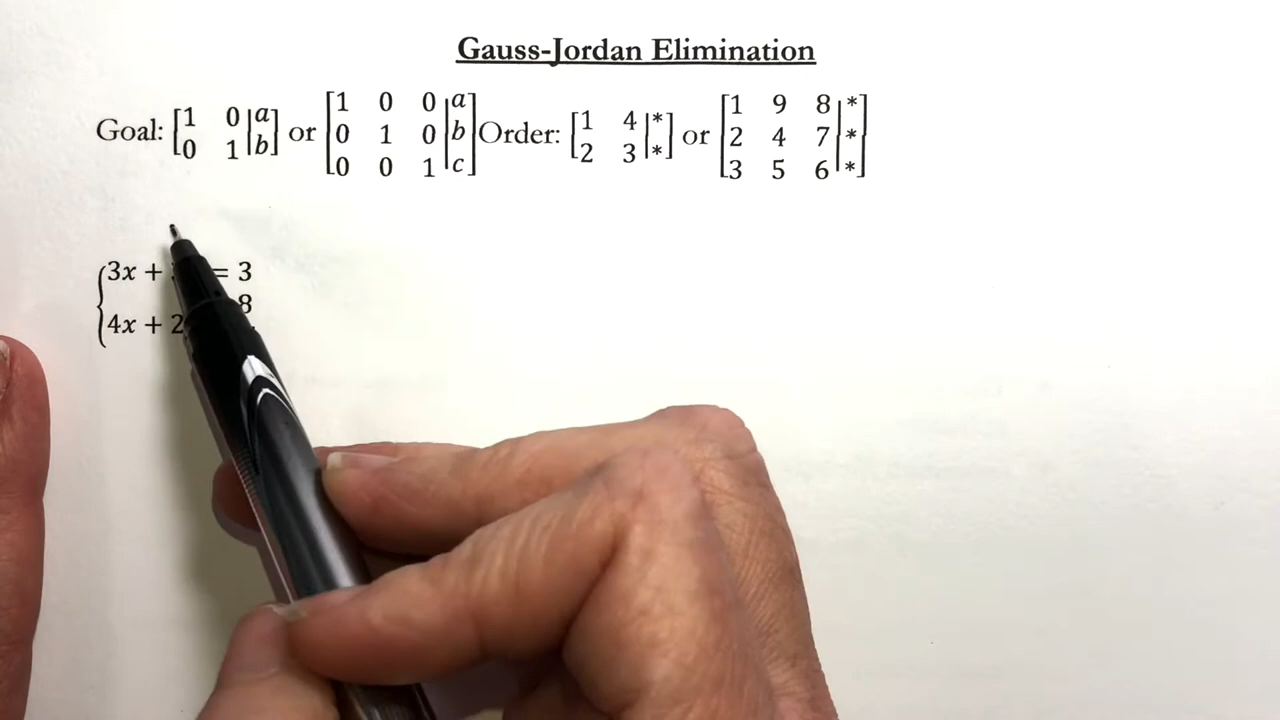 Gauss-Jordan Elimination
Goal: [1 0 | a] or [1 0 0 | a] Order: [1 4 | *] or [1 9 8 | *]
[0 1 | b] [0 1 0 | b] [2 3 | *] [2 4 7 | *]
[0 0 1 | c] [3 5 6 | *]
3x + = 3
8
4x + 2